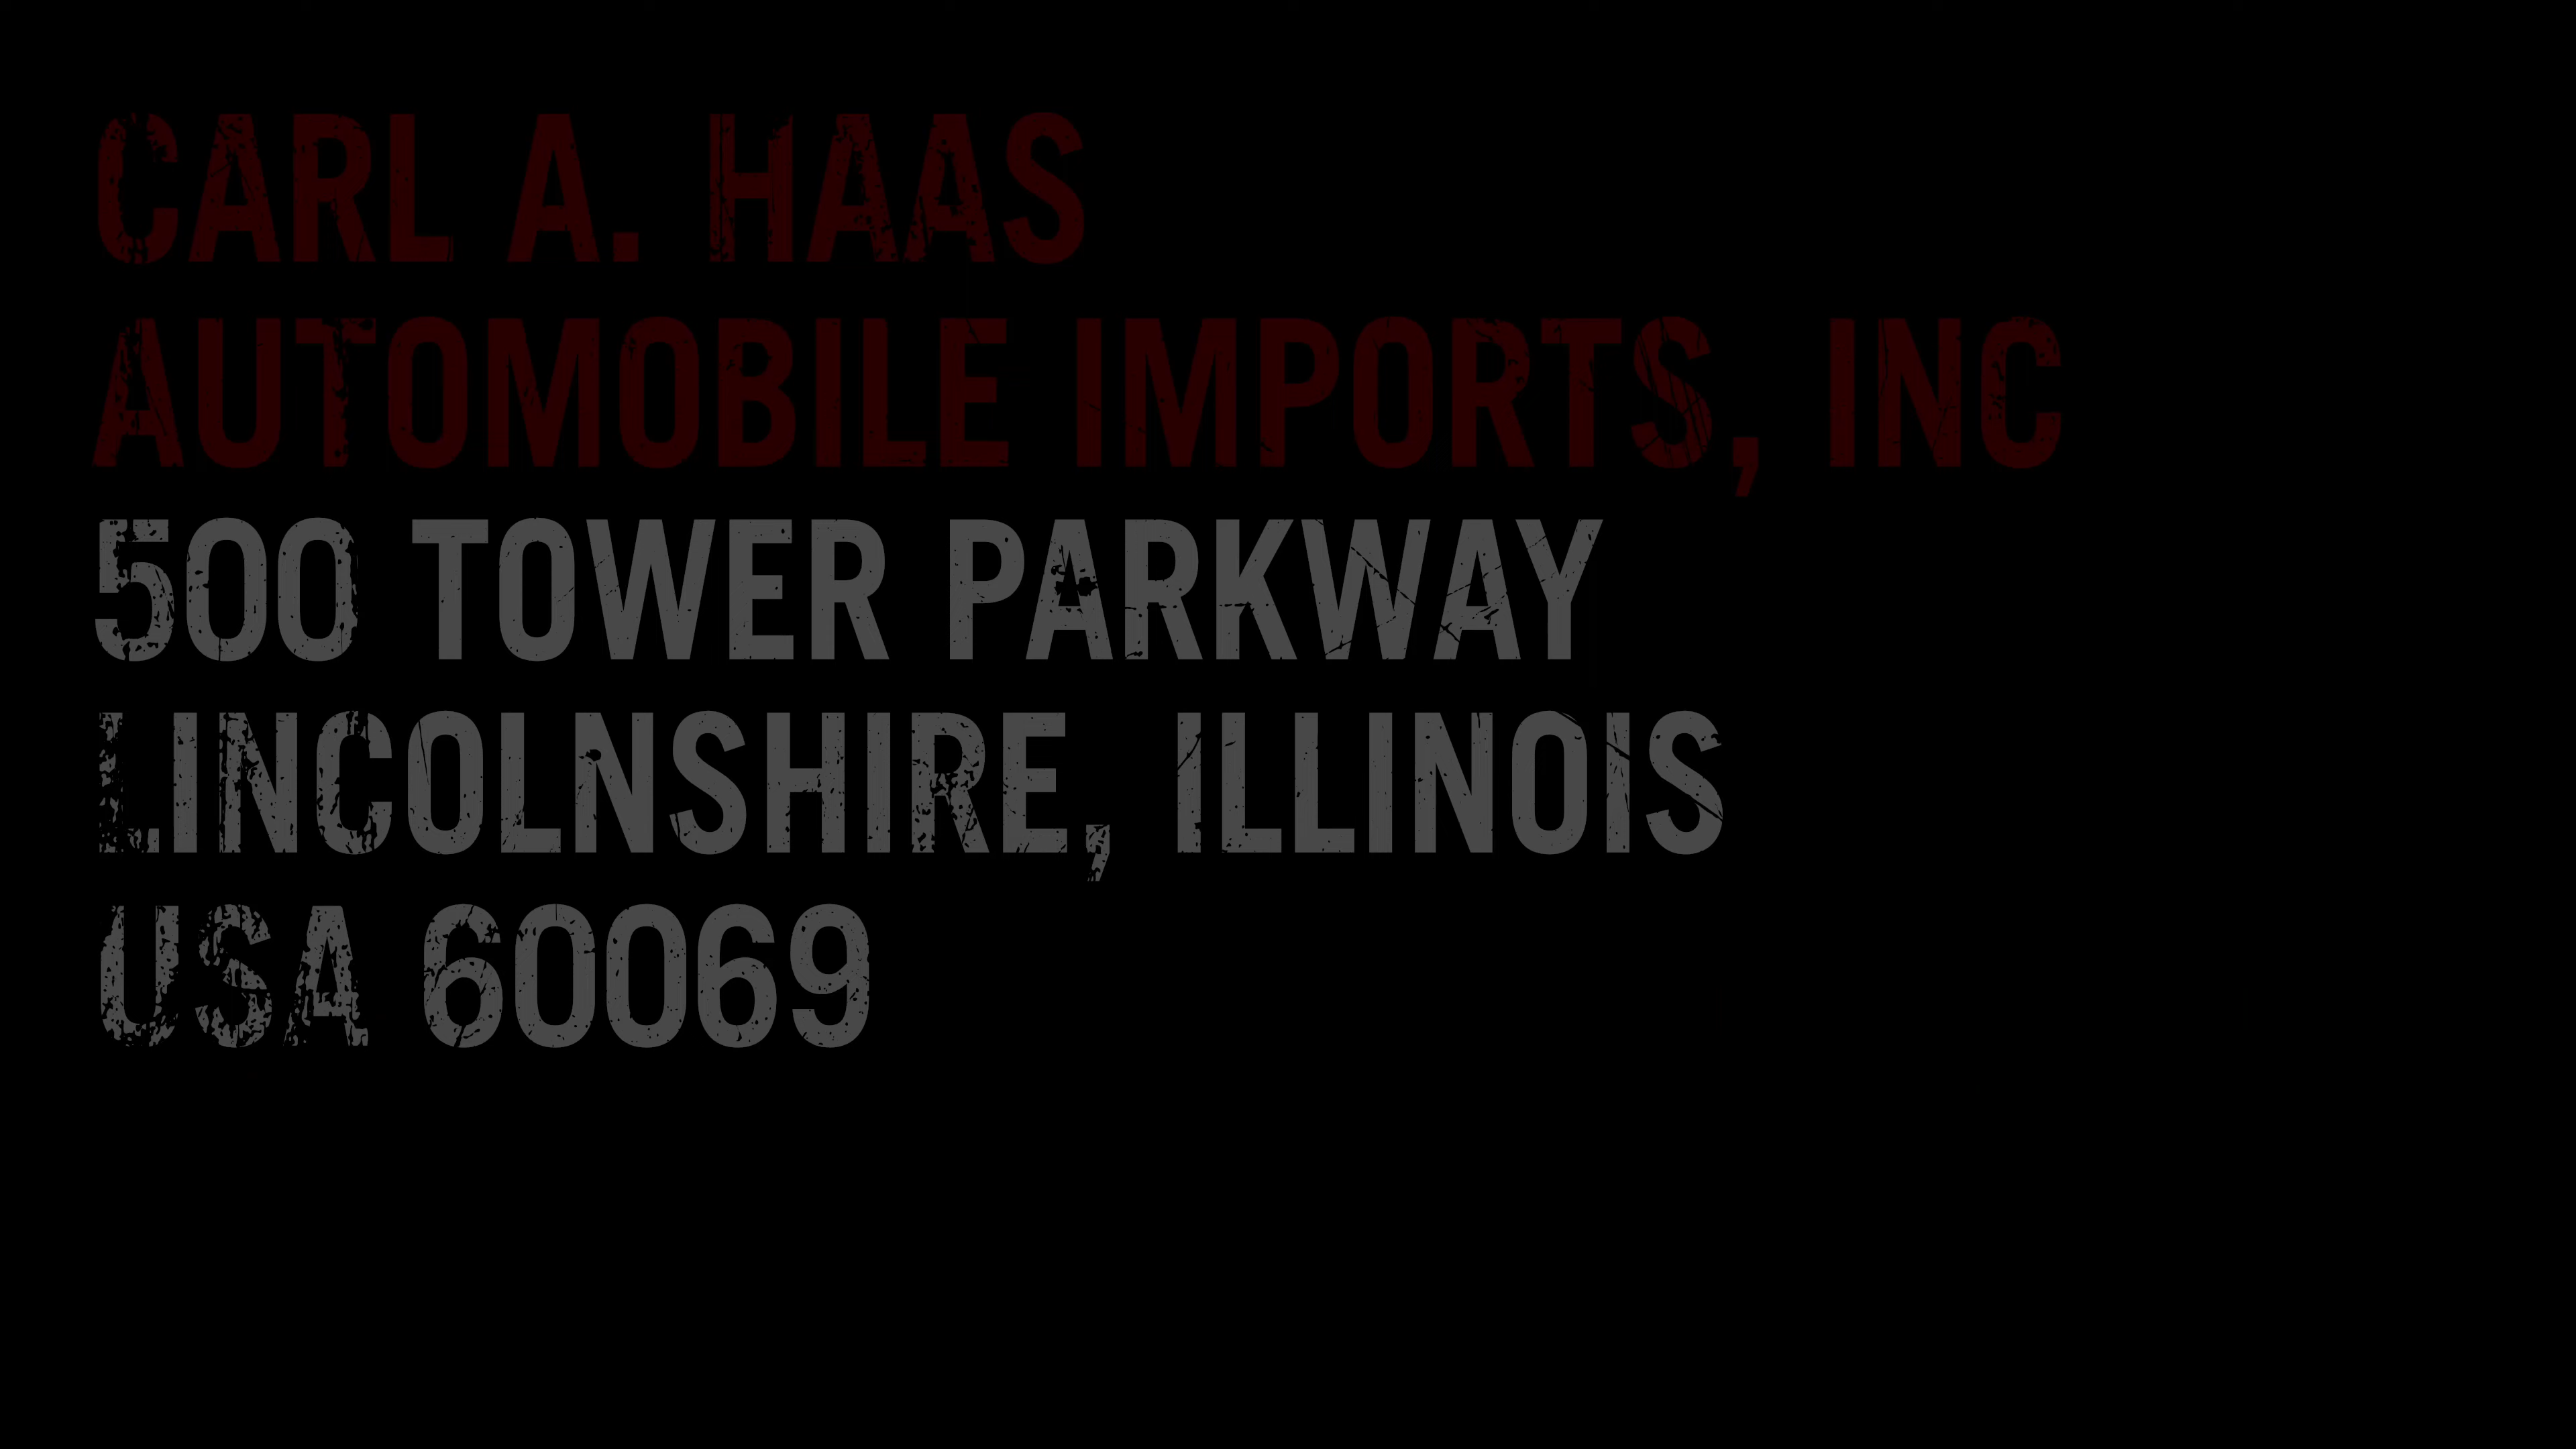 CARL A. HAAS
AUTOMOBILE IMPORTS, INC
500 TOWER PARKWAY
LINCOLNSHIRE, ILLINOIS
USA 60069